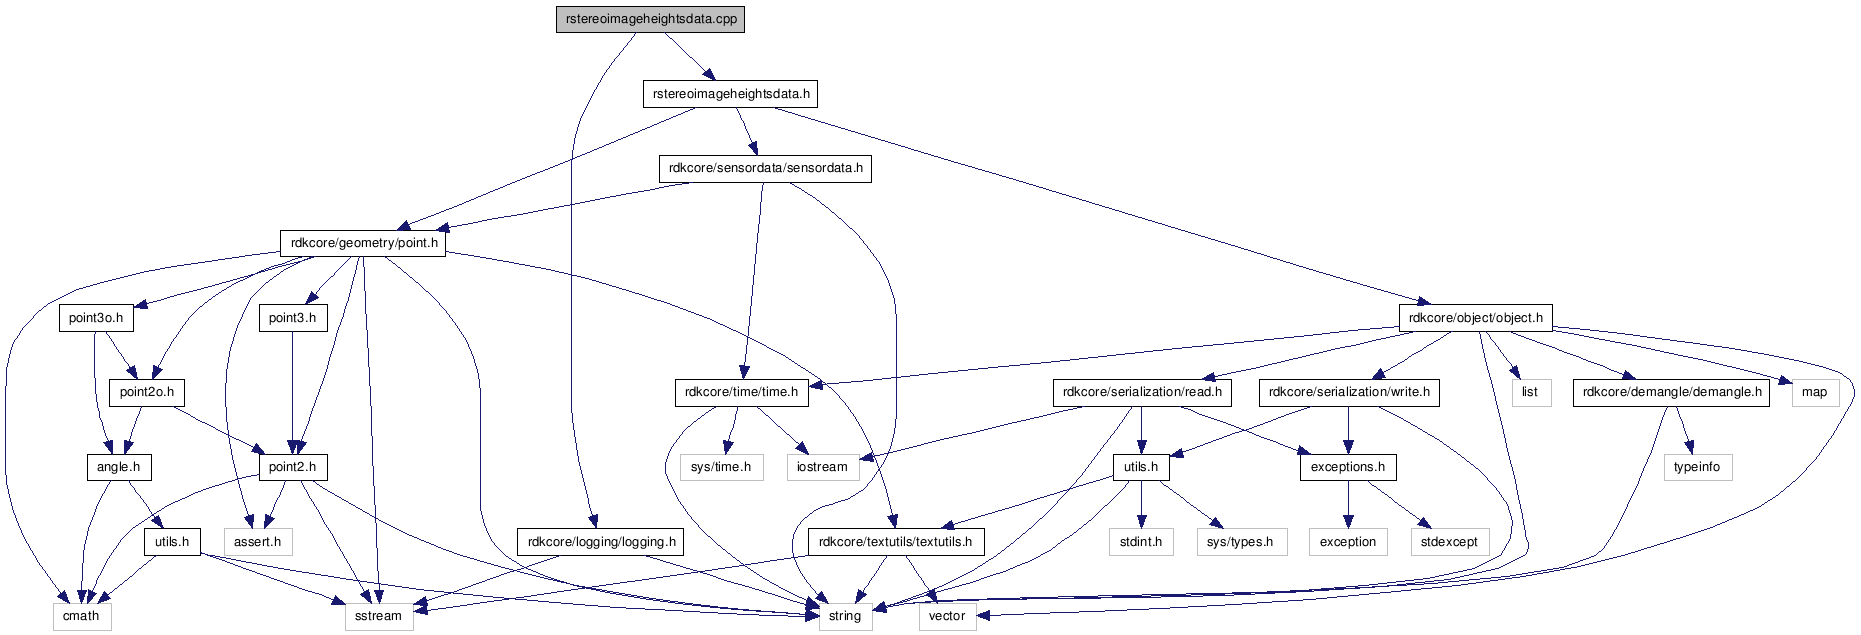 rstereoimageheightsdata.cpp
rstereoimageheightsdata.h
rdkcore/sensordata/sensordata.h
rdkcore/geometry/point.h
point3o.h
point3.h
rdkcore/object/object.h
point2o.h
rdkcore/time/time.h
rdkcore/serialization/read.h
rdkcore/serialization/write.h
list
rdkcore/demangle/demangle.h
map
angle.h
point2.h
sys/time.h
iostream
utils.h
exceptions.h
typeinfo
utils.h
assert.h
rdkcore/logging/logging.h
rdkcore/textutils/textutils.h
stdint.h
sys/types.h
exception
stdexcept
cmath
sstream
string
vector